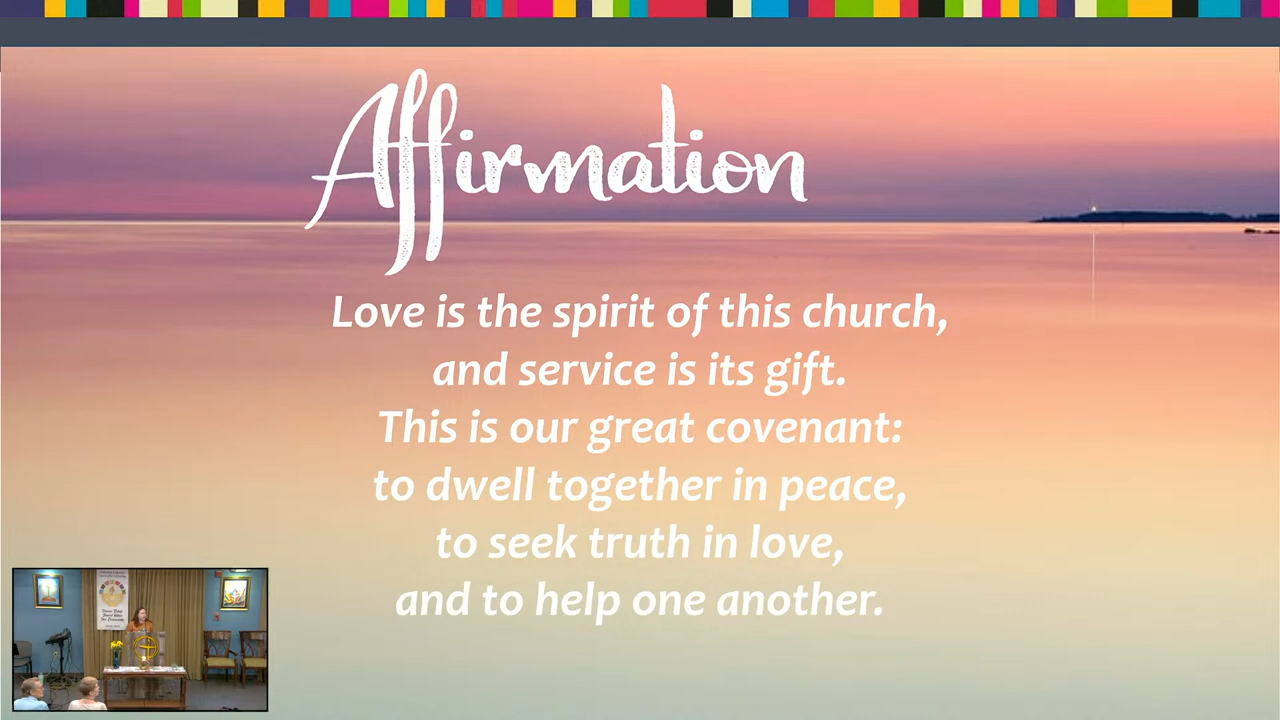 Affirmation
Love is the spirit of this church,
and service is its gift.
This is our great covenant:
to dwell together in peace,
to seek truth in love,
and to help one another.